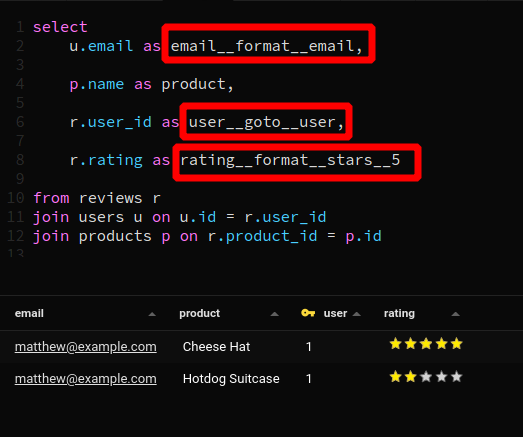 1 select
2 u.email as email__format__email,
3
4 p.name as product,
5
6 r.user_id as user__goto__user,
7
8 r.rating as rating__format__stars__5
9
10 from reviews r
11 join users u on u.id = r.user_id
12 join products p on r.product_id = p.id
13
email product user rating
matthew@example.com Cheese Hat 1
matthew@example.com Hotdog Suitcase 1